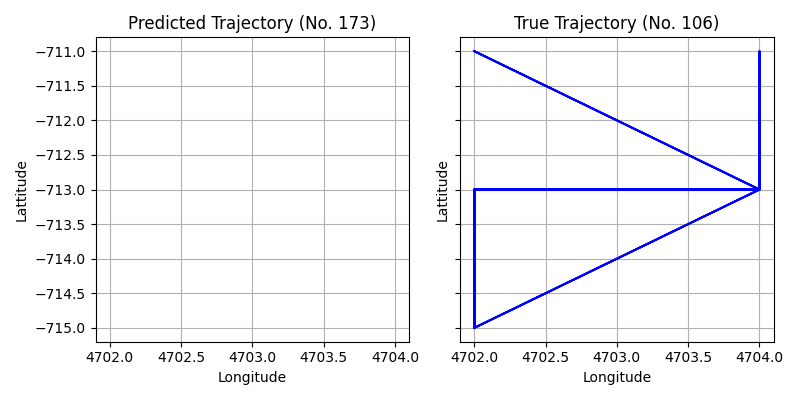 Predicted Trajectory (No. 173)
−711.0
−711.5
−712.0
−712.5
−713.0
−713.5
−714.0
−714.5
−715.0
Lattitude
4702.0 4702.5 4703.0 4703.5 4704.0
Longitude
True Trajectory (No. 106)
Lattitude
4702.0 4702.5 4703.0 4703.5 4704.0
Longitude